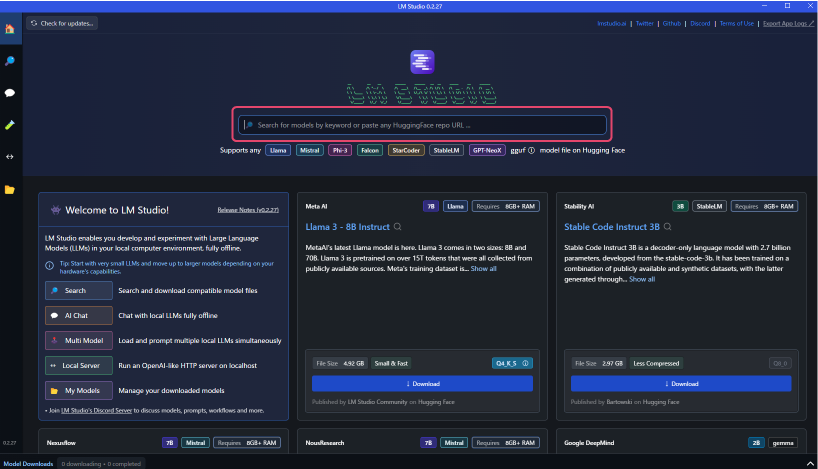 LM Studio 0.2.27
Check for updates...
lmstudio.ai | Twitter | Github | Discord | Terms of Use | Export App Logs
LM STUDIO
Search for models by keyword or paste any HuggingFace repo URL ...
Supports any Llama Mistral Phi-3 Falcon StarCoder StableLM GPT-NeoX gguf model file on Hugging Face
Welcome to LM Studio!
Release Notes (v0.2.27)
LM Studio enables you develop and experiment with Large Language
Models (LLMs) in your local computer environment, fully offline.
Tip: Start with very small LLMs and move up to larger models depending on your
hardware's capabilities.
Search Search and download compatible model files
AI Chat Chat with local LLMs fully offline
Multi Model Load and prompt multiple local LLMs simultaneously
Local Server Run an OpenAI-like HTTP server on localhost
My Models Manage your downloaded models
• Join LM Studio's Discord Server to discuss models, prompts, workflows and more.
Meta AI 7B Llama Requires 8GB+ RAM
Llama 3 - 8B Instruct
MetaAI's latest Llama model is here. Llama 3 comes in two sizes: 8B and
70B. Llama 3 is pretrained on over 15T tokens that were all collected from
publicly available sources. Meta's training dataset is... Show all
File Size 4.92 GB Small & Fast Q4_K_S
Download
Published by LM Studio Community on Hugging Face
Stability AI 3B StableLM Requires 8GB+ RAM
Stable Code Instruct 3B
Stable Code Instruct 3B is a decoder-only language model with 2.7 billion
parameters, developed from the stable-code-3b. It has been trained on a
combination of publicly available and synthetic datasets, with the latter
generated through... Show all
File Size 2.97 GB Less Compressed Q8_0
Download
Published by Bartowski on Hugging Face
Nexusflow 7B Mistral Requires 8GB+ RAM
NousResearch 7B Mistral Requires 8GB+ RAM
Google DeepMind 2B gemma
0.2.27
Model Downloads 0 downloading • 0 completed